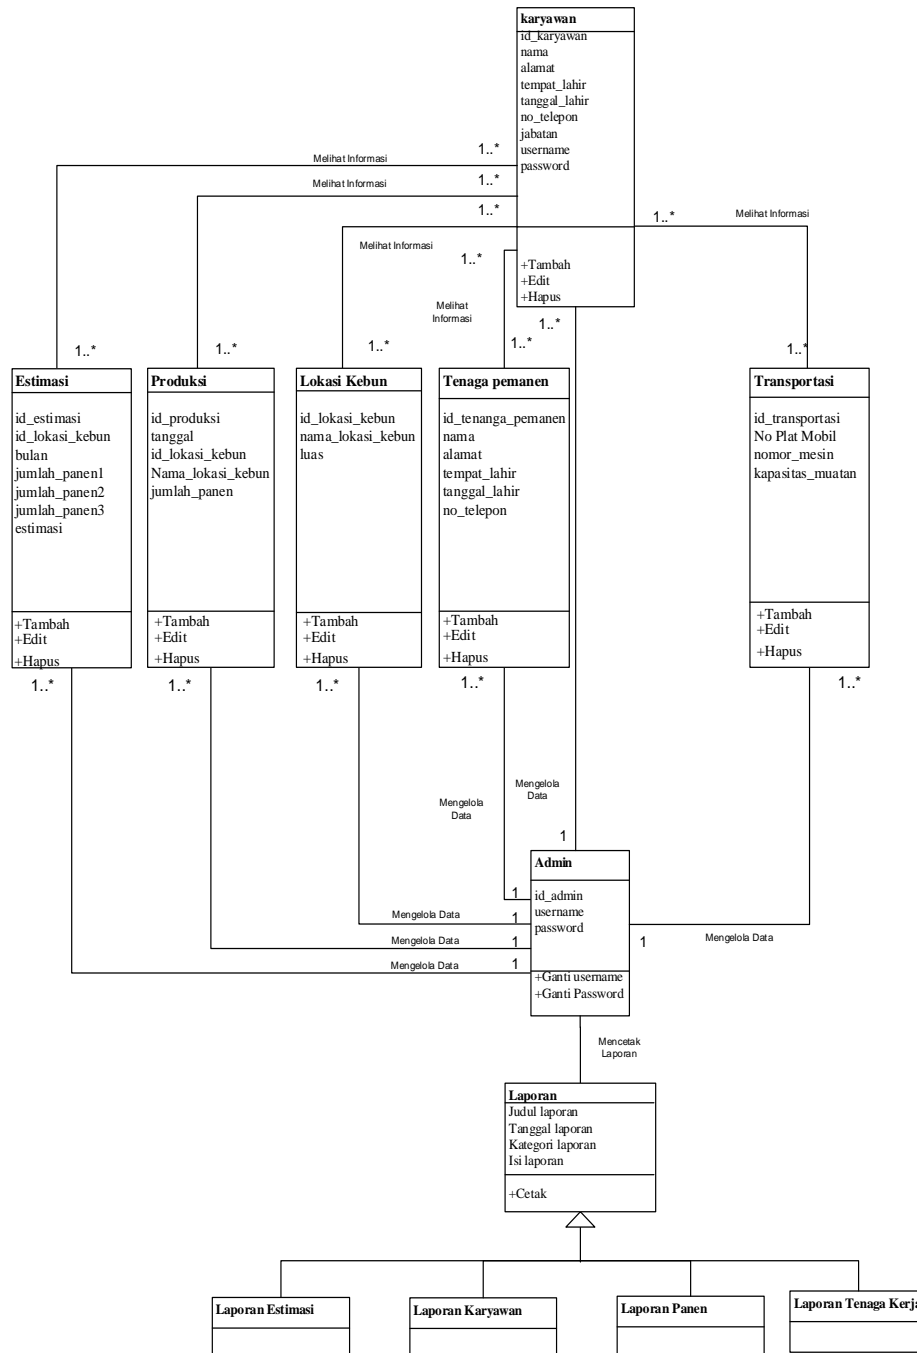 karyawan
id_karyawan
nama
alamat
tempat_lahir
tanggal_lahir
no_telepon
jabatan
username
password
+Tambah
+Edit
+Hapus
1..*
Melihat Informasi
1..*
Melihat Informasi
1..*
Melihat Informasi
1..*
Melihat
Informasi
1..*
Melihat Informasi
1..*
1..*
1..*
1..*
1..*
1..*
Estimasi
id_estimasi
id_lokasi_kebun
bulan
jumlah_panen1
jumlah_panen2
jumlah_panen3
estimasi
+Tambah
+Edit
+Hapus
Produksi
id_produksi
tanggal
id_lokasi_kebun
Nama_lokasi_kebun
jumlah_panen
+Tambah
+Edit
+Hapus
Lokasi Kebun
id_lokasi_kebun
nama_lokasi_kebun
luas
+Tambah
+Edit
+Hapus
Tenaga pemanen
id_tenanga_pemanen
nama
alamat
tempat_lahir
tanggal_lahir
no_telepon
+Tambah
+Edit
+Hapus
Transportasi
id_transportasi
No Plat Mobil
nomor_mesin
kapasitas_muatan
+Tambah
+Edit
+Hapus
1..*
1..*
1..*
1..*
1..*
Mengelola
Data
Mengelola
Data
1
1
Mengelola Data
1
Mengelola Data
1
Mengelola Data
1
1
Mengelola Data
Admin
id_admin
username
password
+Ganti username
+Ganti Password
Mencetak
Laporan
Laporan
Judul laporan
Tanggal laporan
Kategori laporan
Isi laporan
+Cetak
Laporan Estimasi
Laporan Karyawan
Laporan Panen
Laporan Tenaga Kerja